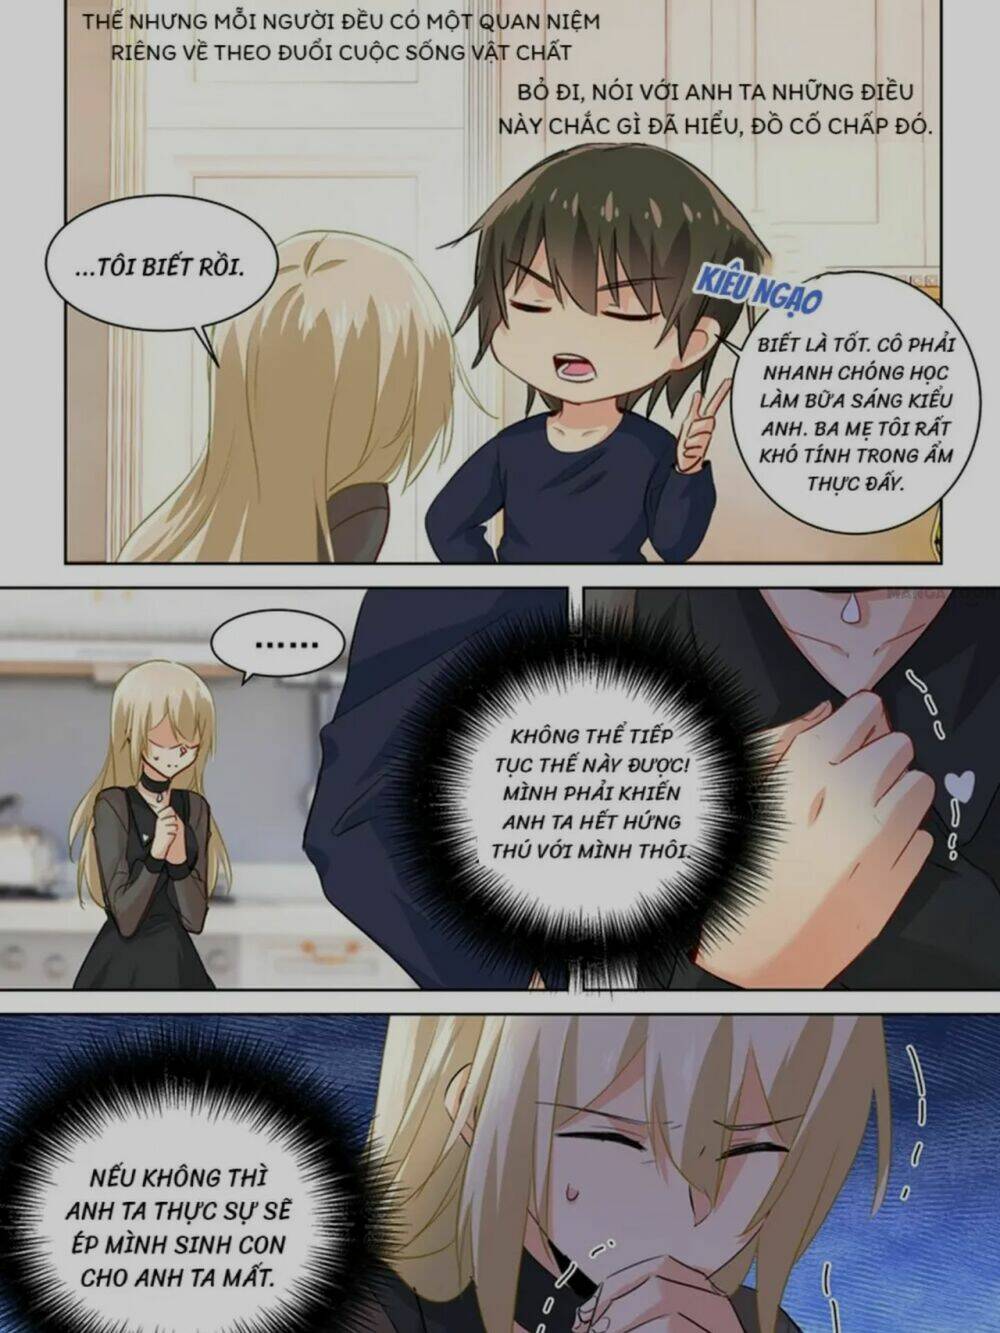 THẾ NHƯNG MỖI NGƯỜI ĐỀU CÓ MỘT QUAN NIỆM
RIÊNG VỀ THEO ĐUỔI CUỘC SỐNG VẬT CHẤT
BỎ ĐI, NÓI VỚI ANH TA NHỮNG ĐIỀU
NÀY CHẮC GÌ ĐÃ HIỂU, ĐỒ CỐ CHẤP ĐÓ.
...TÔI BIẾT RỒI.
KIÊU NGẠO
BIẾT LÀ TỐT. CÔ PHẢI
NHANH CHÓNG HỌC
LÀM BỮA SÁNG KIỂU
ANH. BA MẸ TÔI RẤT
KHÓ TÍNH TRONG ẨM
THỰC ĐẤY.
......
KHÔNG THỂ TIẾP
TỤC THẾ NÀY ĐƯỢC!
MÌNH PHẢI KHIẾN
ANH TA HẾT HỨNG
THÚ VỚI MÌNH THÔI.
NẾU KHÔNG THÌ
ANH TA THỰC SỰ SẼ
ÉP MÌNH SINH CON
CHO ANH TA MẤT.